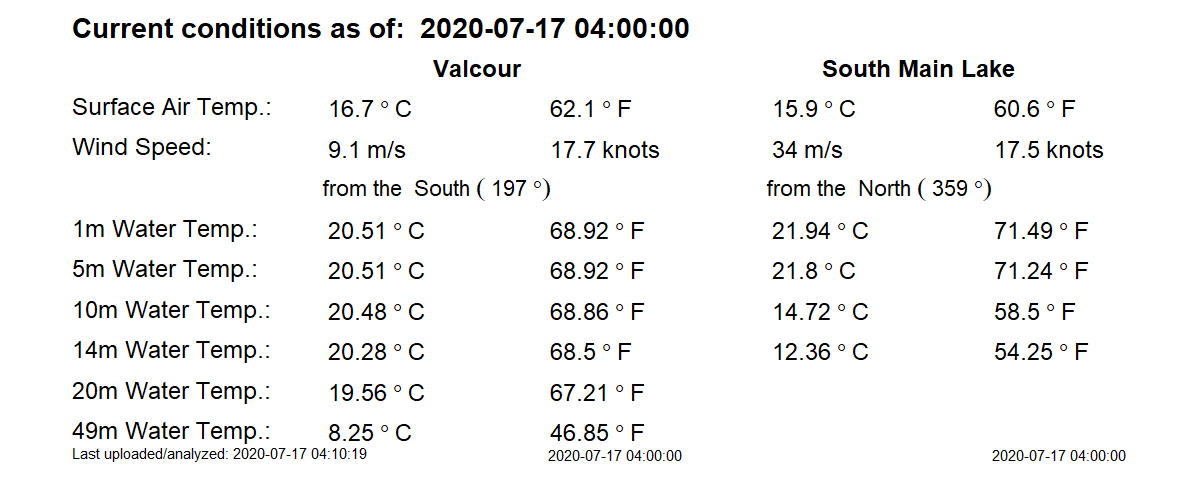 Current conditions as of:  2020-07-17 04:00:00
Valcour South Main Lake
Surface Air Temp.: 16.7 ° C 62.1 ° F 15.9 ° C 60.6 ° F
Wind Speed: 9.1 m/s 17.7 knots 34 m/s 17.5 knots
from the  South ( 197 °) from the  North ( 359 °)
1m Water Temp.: 20.51 ° C 68.92 ° F 21.94 ° C 71.49 ° F
5m Water Temp.: 20.51 ° C 68.92 ° F 21.8 ° C 71.24 ° F
10m Water Temp.: 20.48 ° C 68.86 ° F 14.72 ° C 58.5 ° F
14m Water Temp.: 20.28 ° C 68.5 ° F 12.36 ° C 54.25 ° F
20m Water Temp.: 19.56 ° C 67.21 ° F
49m Water Temp.: 8.25 ° C 46.85 ° F
Last uploaded/analyzed: 2020-07-17 04:10:19 2020-07-17 04:00:00 2020-07-17 04:00:00